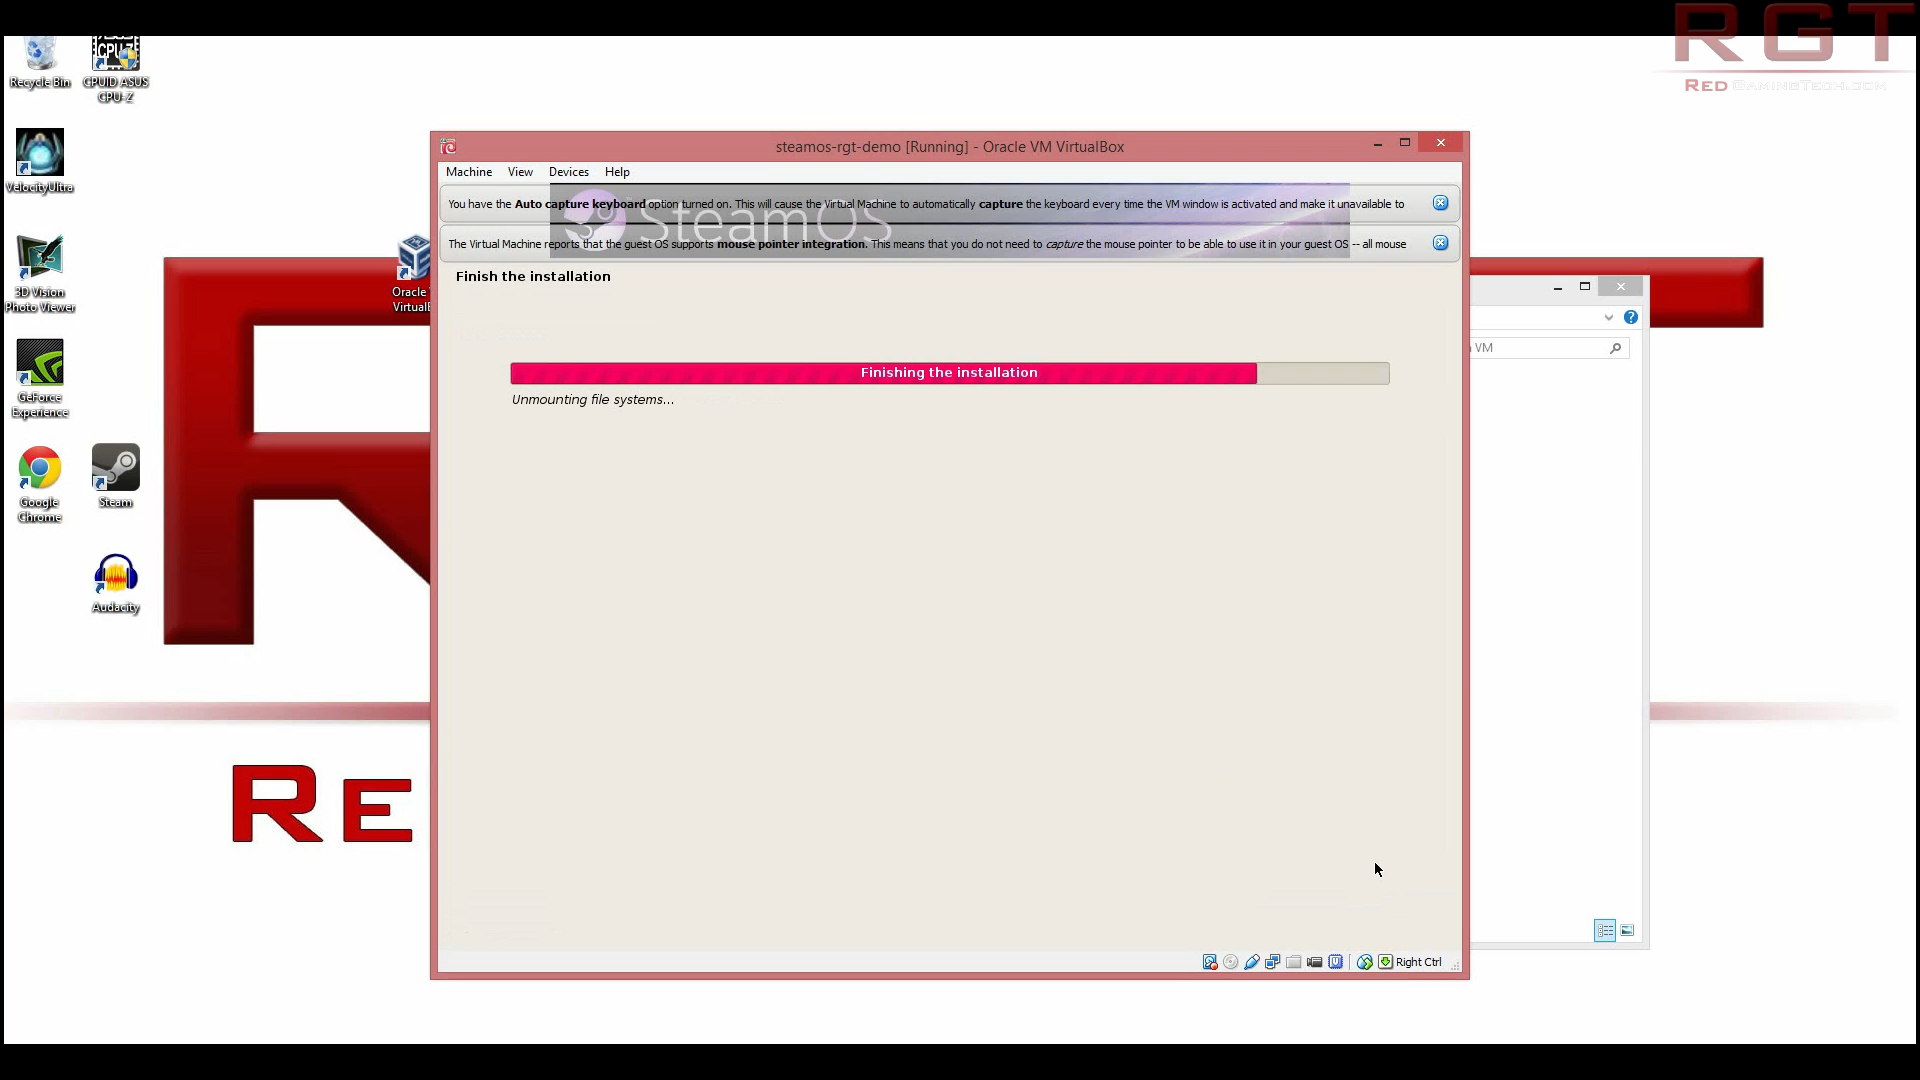 RGT
RED GAMINGTECH.COM
Recycle Bin
CPUID ASUS
CPU-Z
VelocityUltra
3D Vision
Photo Viewer
GeForce
Experience
Google
Chrome
Steam
Audacity
Oracle
VirtualB
steamos-rgt-demo [Running] - Oracle VM VirtualBox
Machine View Devices Help
You have the Auto capture keyboard option turned on. This will cause the Virtual Machine to automatically capture the keyboard every time the VM window is activated and make it unavailable to
SteamOS
The Virtual Machine reports that the guest OS supports mouse pointer integration. This means that you do not need to capture the mouse pointer to be able to use it in your guest OS -- all mouse
Finish the installation
Finishing the installation
Unmounting file systems...
VM
RE
Right Ctrl